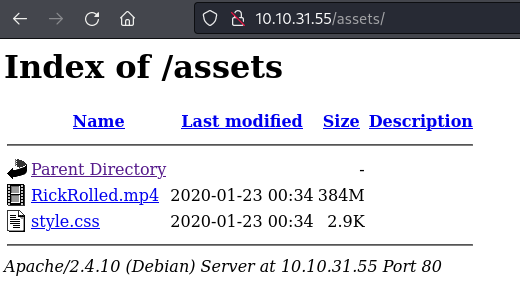 10.10.31.55/assets/
Index of /assets
Name Last modified Size Description
Parent Directory -
RickRolled.mp4 2020-01-23 00:34 384M
style.css 2020-01-23 00:34 2.9K
Apache/2.4.10 (Debian) Server at 10.10.31.55 Port 80